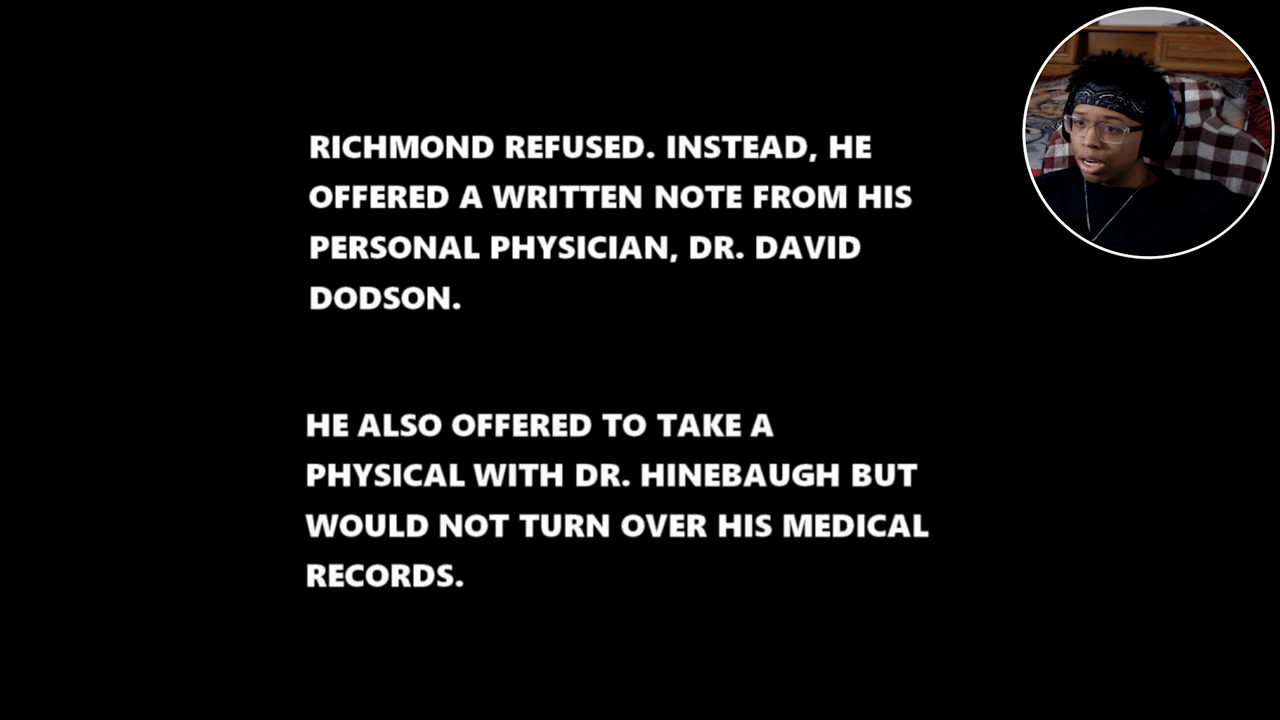 RICHMOND REFUSED. INSTEAD, HE
OFFERED A WRITTEN NOTE FROM HIS
PERSONAL PHYSICIAN, DR. DAVID
DODSON.
HE ALSO OFFERED TO TAKE A
PHYSICAL WITH DR. HINEBAUGH BUT
WOULD NOT TURN OVER HIS MEDICAL
RECORDS.